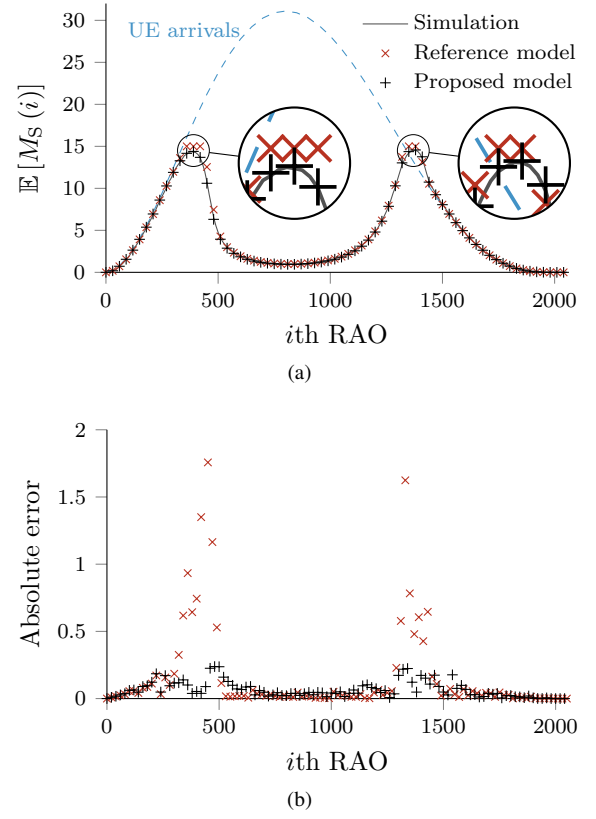 30
25
20
15
10
5
0
𝔼 [M_S (i)]
UE arrivals
Simulation
Reference model
Proposed model
0 500 1000 1500 2000
ith RAO
(a)
2
1.5
1
0.5
0
Absolute error
0 500 1000 1500 2000
ith RAO
(b)